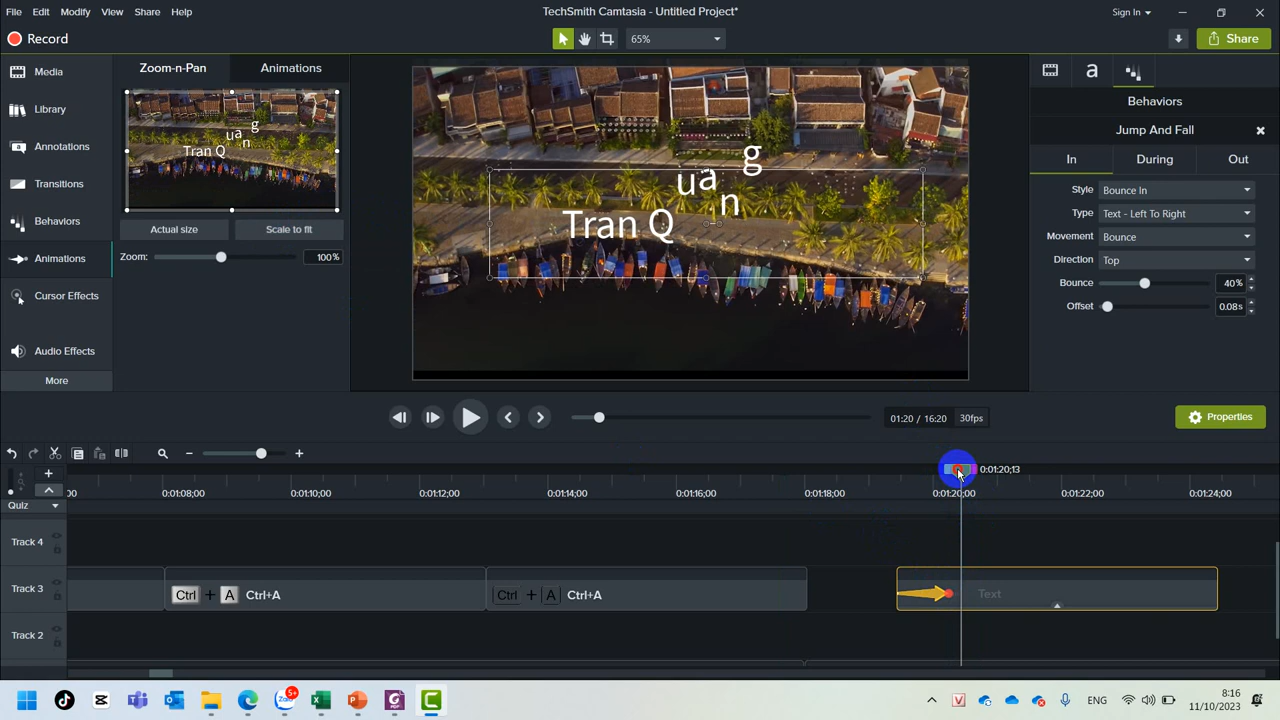 TechSmith Camtasia - Untitled Project*
File Edit Modify View Share Help
Sign In
Record
65%
Share
Media
Library
Annotations
Transitions
Behaviors
Animations
Cursor Effects
Audio Effects
More
Zoom-n-Pan Animations
Tran Q
ua
n
g
Actual size Scale to fit
Zoom: 100%
Tran Q
ua
n
g
a
Behaviors
Jump And Fall
In During Out
Style Bounce In
Type Text - Left To Right
Movement Bounce
Direction Top
Bounce 40%
Offset 0.08s
01:20 / 16:20 30fps
Properties
0:01:20;13
:00 0:01:08;00 0:01:10;00 0:01:12;00 0:01:14;00 0:01:16;00 0:01:18;00 0:01:20;00 0:01:22;00 0:01:24;00
Quiz
Track 4
Track 3
Ctrl + A Ctrl+A
Ctrl + A Ctrl+A
Text
Track 2
5+
Zalo
ENG
8:16
11/10/2023